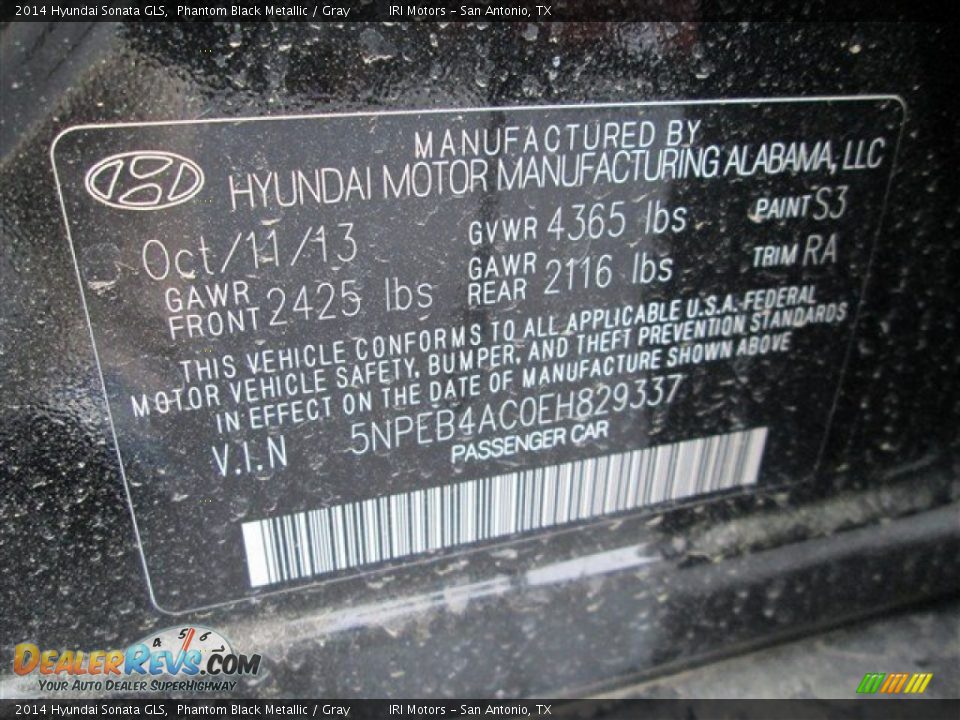 2014 Hyundai Sonata GLS, Phantom Black Metallic / Gray IRI Motors - San Antonio, TX
MANUFACTURED BY
HYUNDAI MOTOR MANUFACTURING ALABAMA, LLC
Oct/11/13 GVWR 4365 lbs PAINT S3
GAWR FRONT 2425 lbs GAWR REAR 2116 lbs TRIM RA
THIS VEHICLE CONFORMS TO ALL APPLICABLE U.S.A. FEDERAL
MOTOR VEHICLE SAFETY, BUMPER, AND THEFT PREVENTION STANDARDS
IN EFFECT ON THE DATE OF MANUFACTURE SHOWN ABOVE
V.I.N 5NPEB4AC0EH829337
PASSENGER CAR
4 5 6
DEALERREVS.COM
YOUR AUTO DEALER SUPERHIGHWAY
2014 Hyundai Sonata GLS, Phantom Black Metallic / Gray IRI Motors - San Antonio, TX